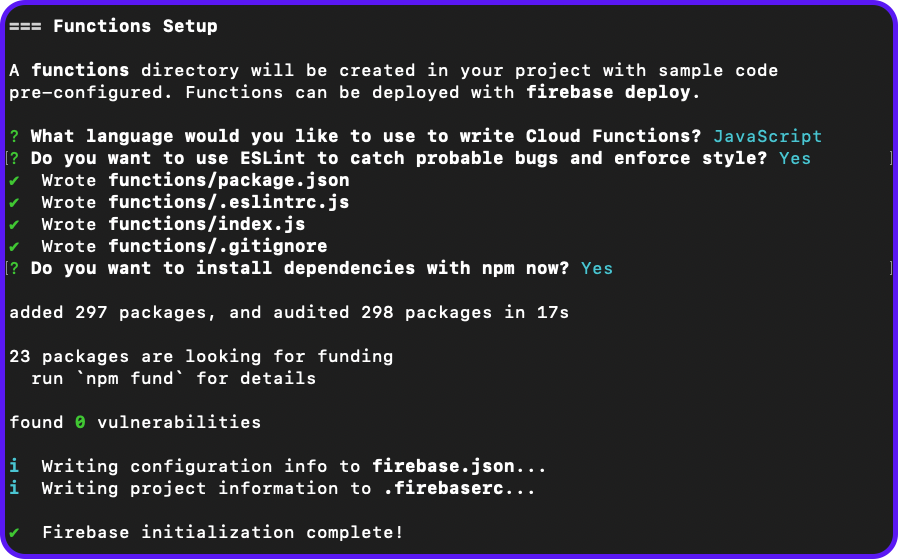 === Functions Setup
A functions directory will be created in your project with sample code
pre-configured. Functions can be deployed with firebase deploy.
? What language would you like to use to write Cloud Functions? JavaScript
[? Do you want to use ESLint to catch probable bugs and enforce style? Yes ]
✔ Wrote functions/package.json
✔ Wrote functions/.eslintrc.js
✔ Wrote functions/index.js
✔ Wrote functions/.gitignore
[? Do you want to install dependencies with npm now? Yes ]
added 297 packages, and audited 298 packages in 17s
23 packages are looking for funding
run `npm fund` for details
found 0 vulnerabilities
i Writing configuration info to firebase.json...
i Writing project information to .firebaserc...
✔ Firebase initialization complete!